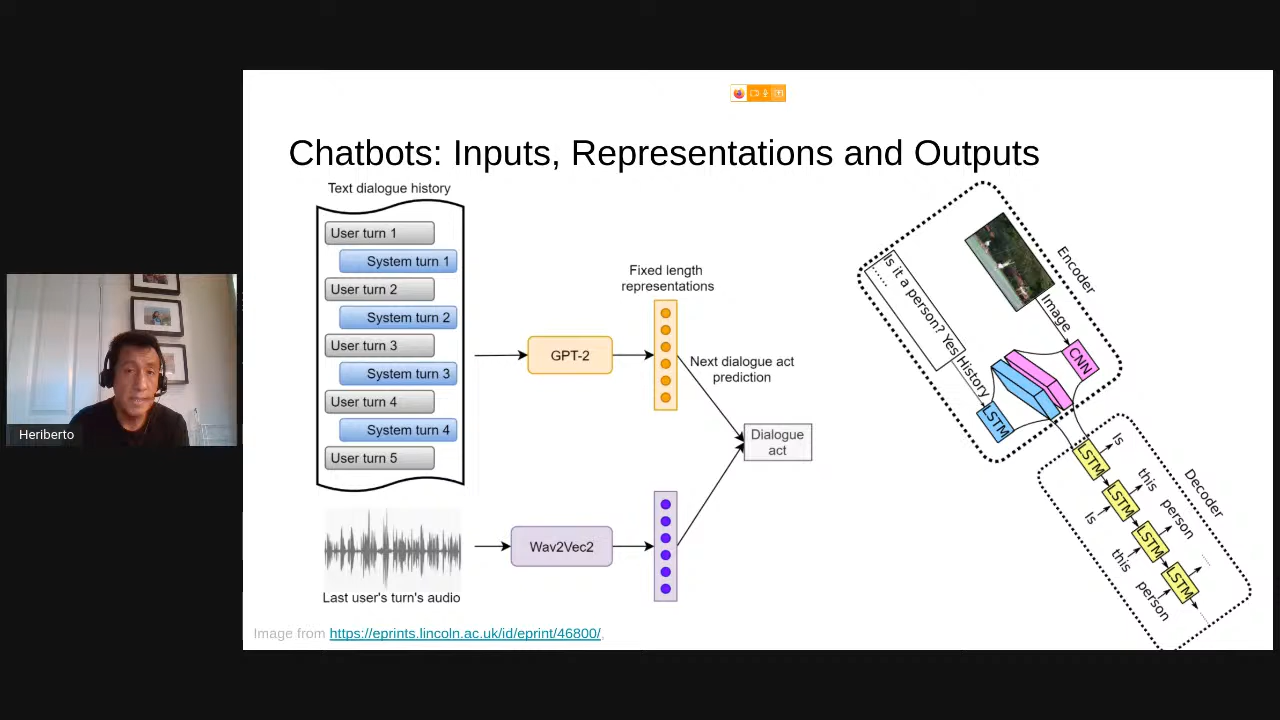 Chatbots: Inputs, Representations and Outputs
Text dialogue history
User turn 1
System turn 1
User turn 2
System turn 2
User turn 3
System turn 3
User turn 4
System turn 4
User turn 5
GPT-2
Fixed length
representations
Next dialogue act
prediction
Dialogue
act
Wav2Vec2
Last user's turn's audio
Image from https://eprints.lincoln.ac.uk/id/eprint/46800/,
Encoder
Image
CNN
Is it a person? Yes
......
History
LSTM
Decoder
LSTM
Is
LSTM
this
Is
LSTM
person
this
LSTM
......
person
......
Heriberto